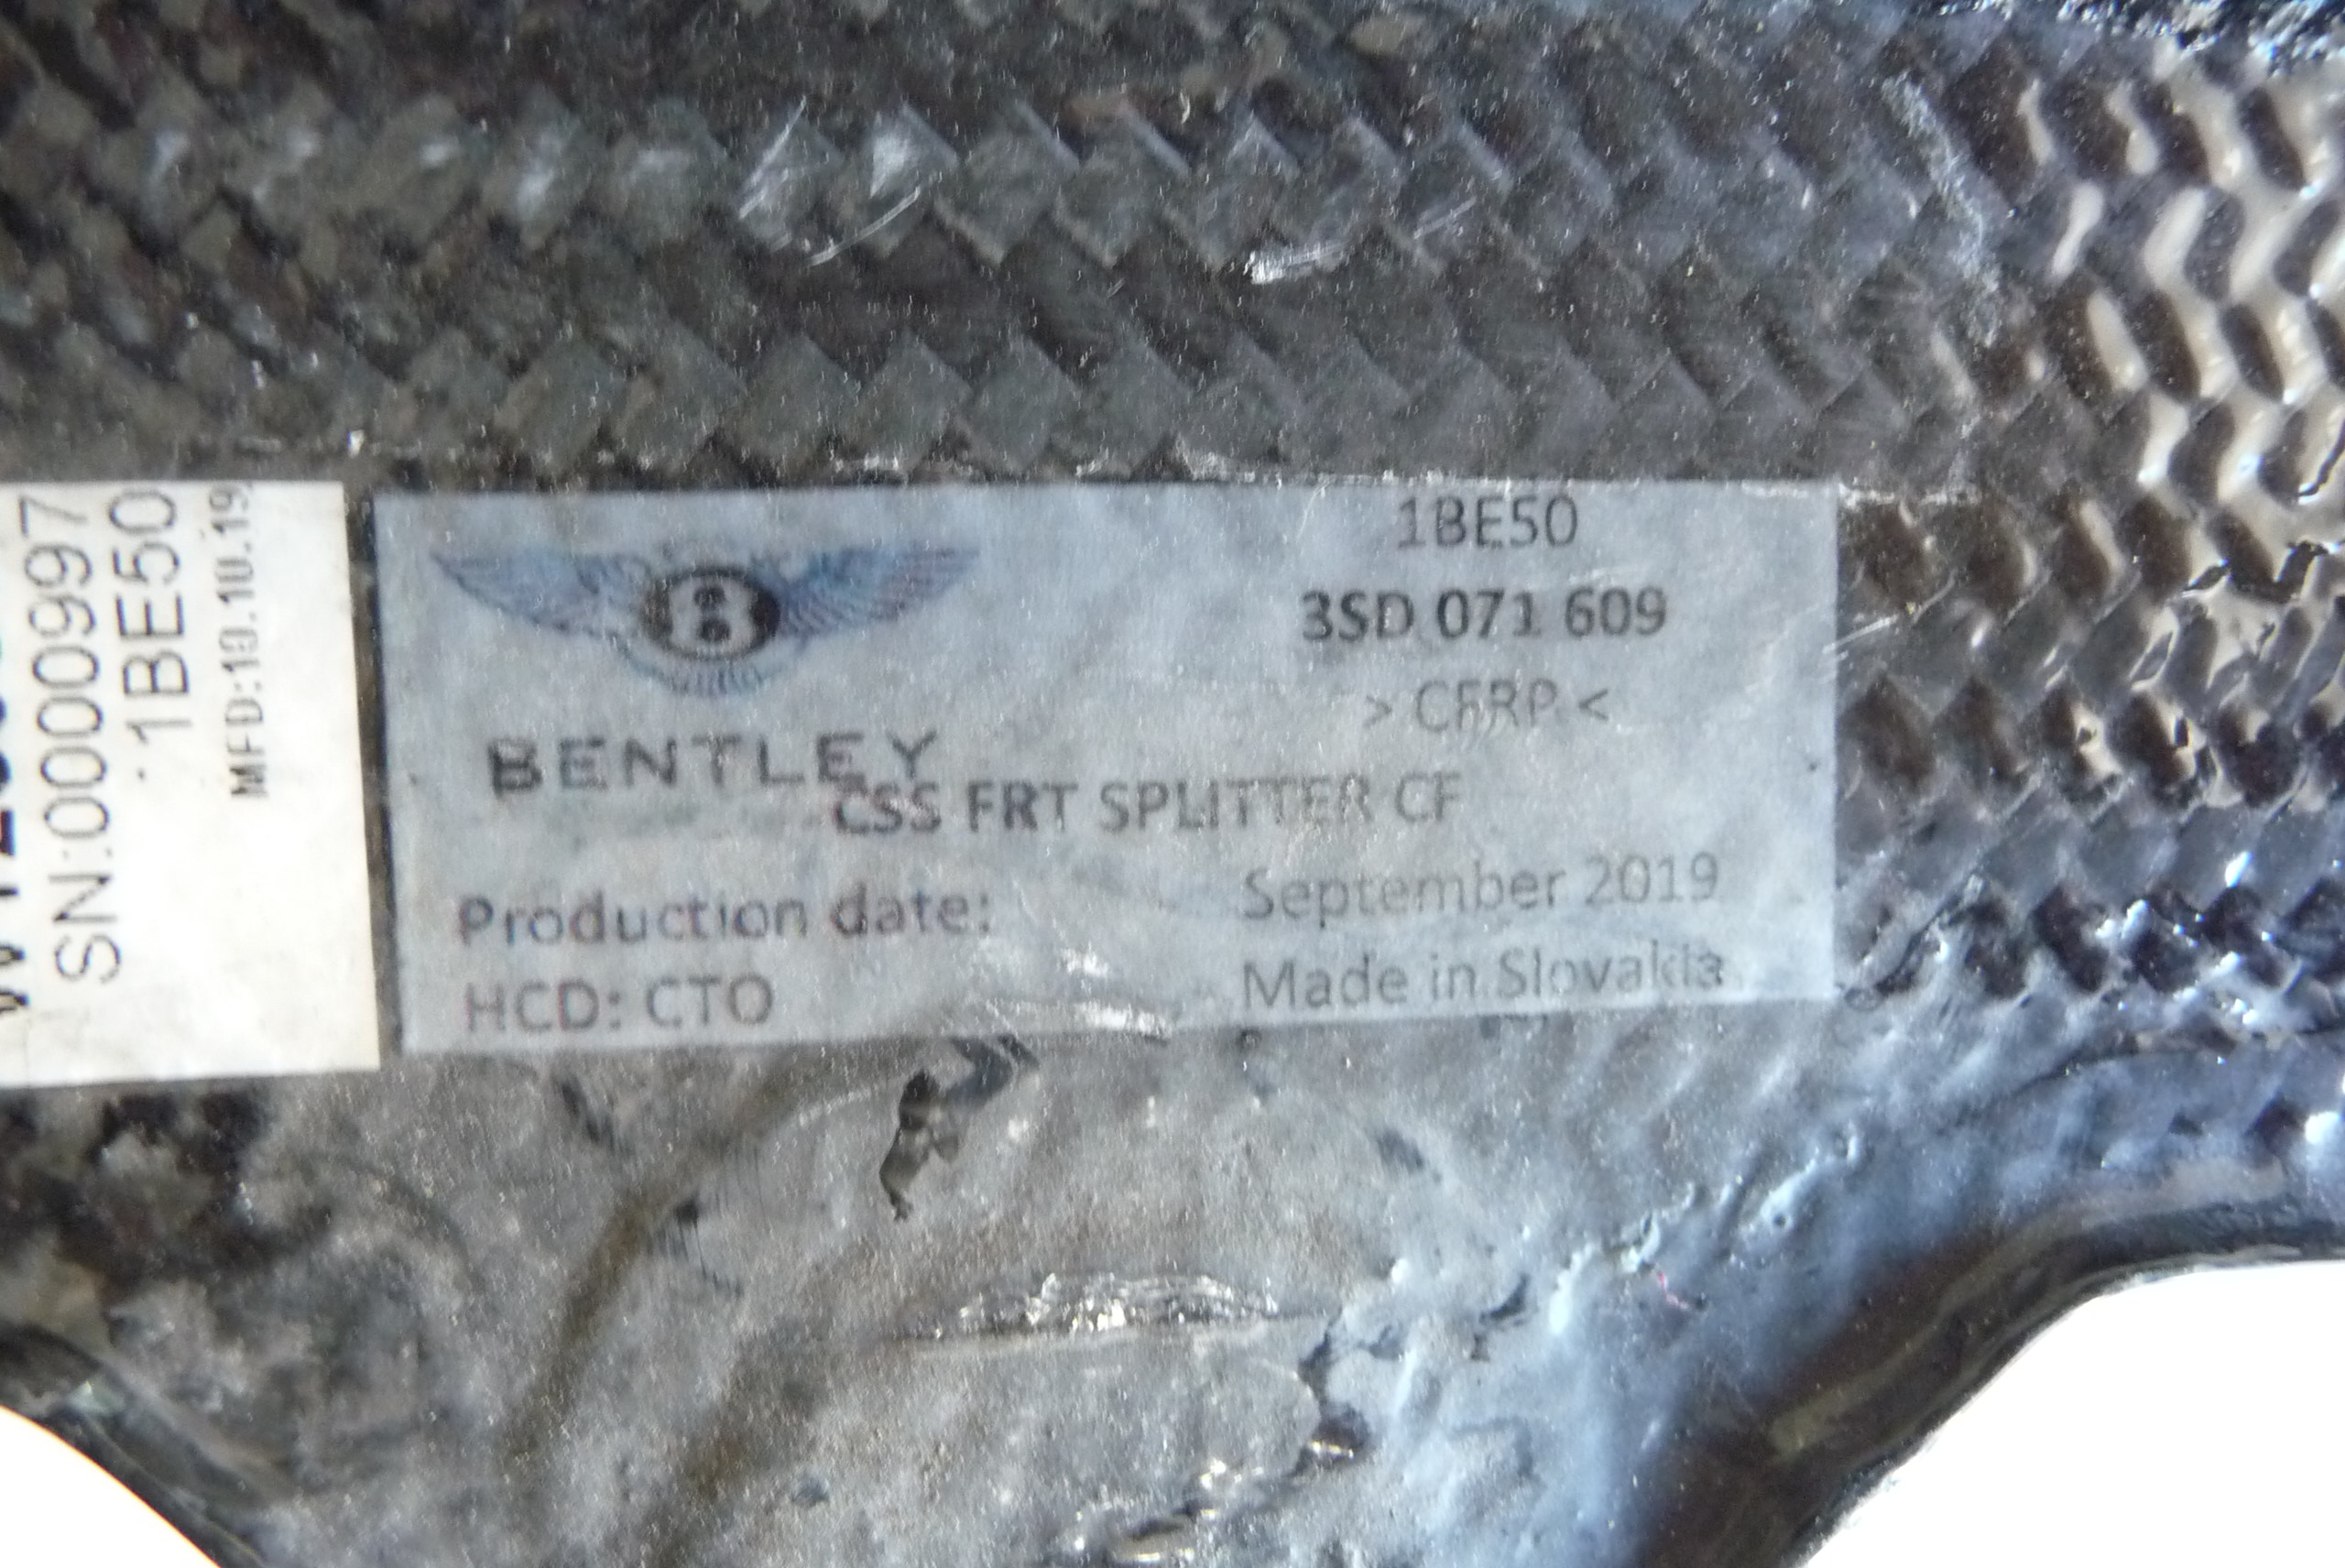 SN:0000997
1BE50
MFD:10.10.19
1BE50
3SD 071 609
> CFRP <
BENTLEY
CSS FRT SPLITTER CF
Production date: September 2019
HCD: CTO Made in Slovakia